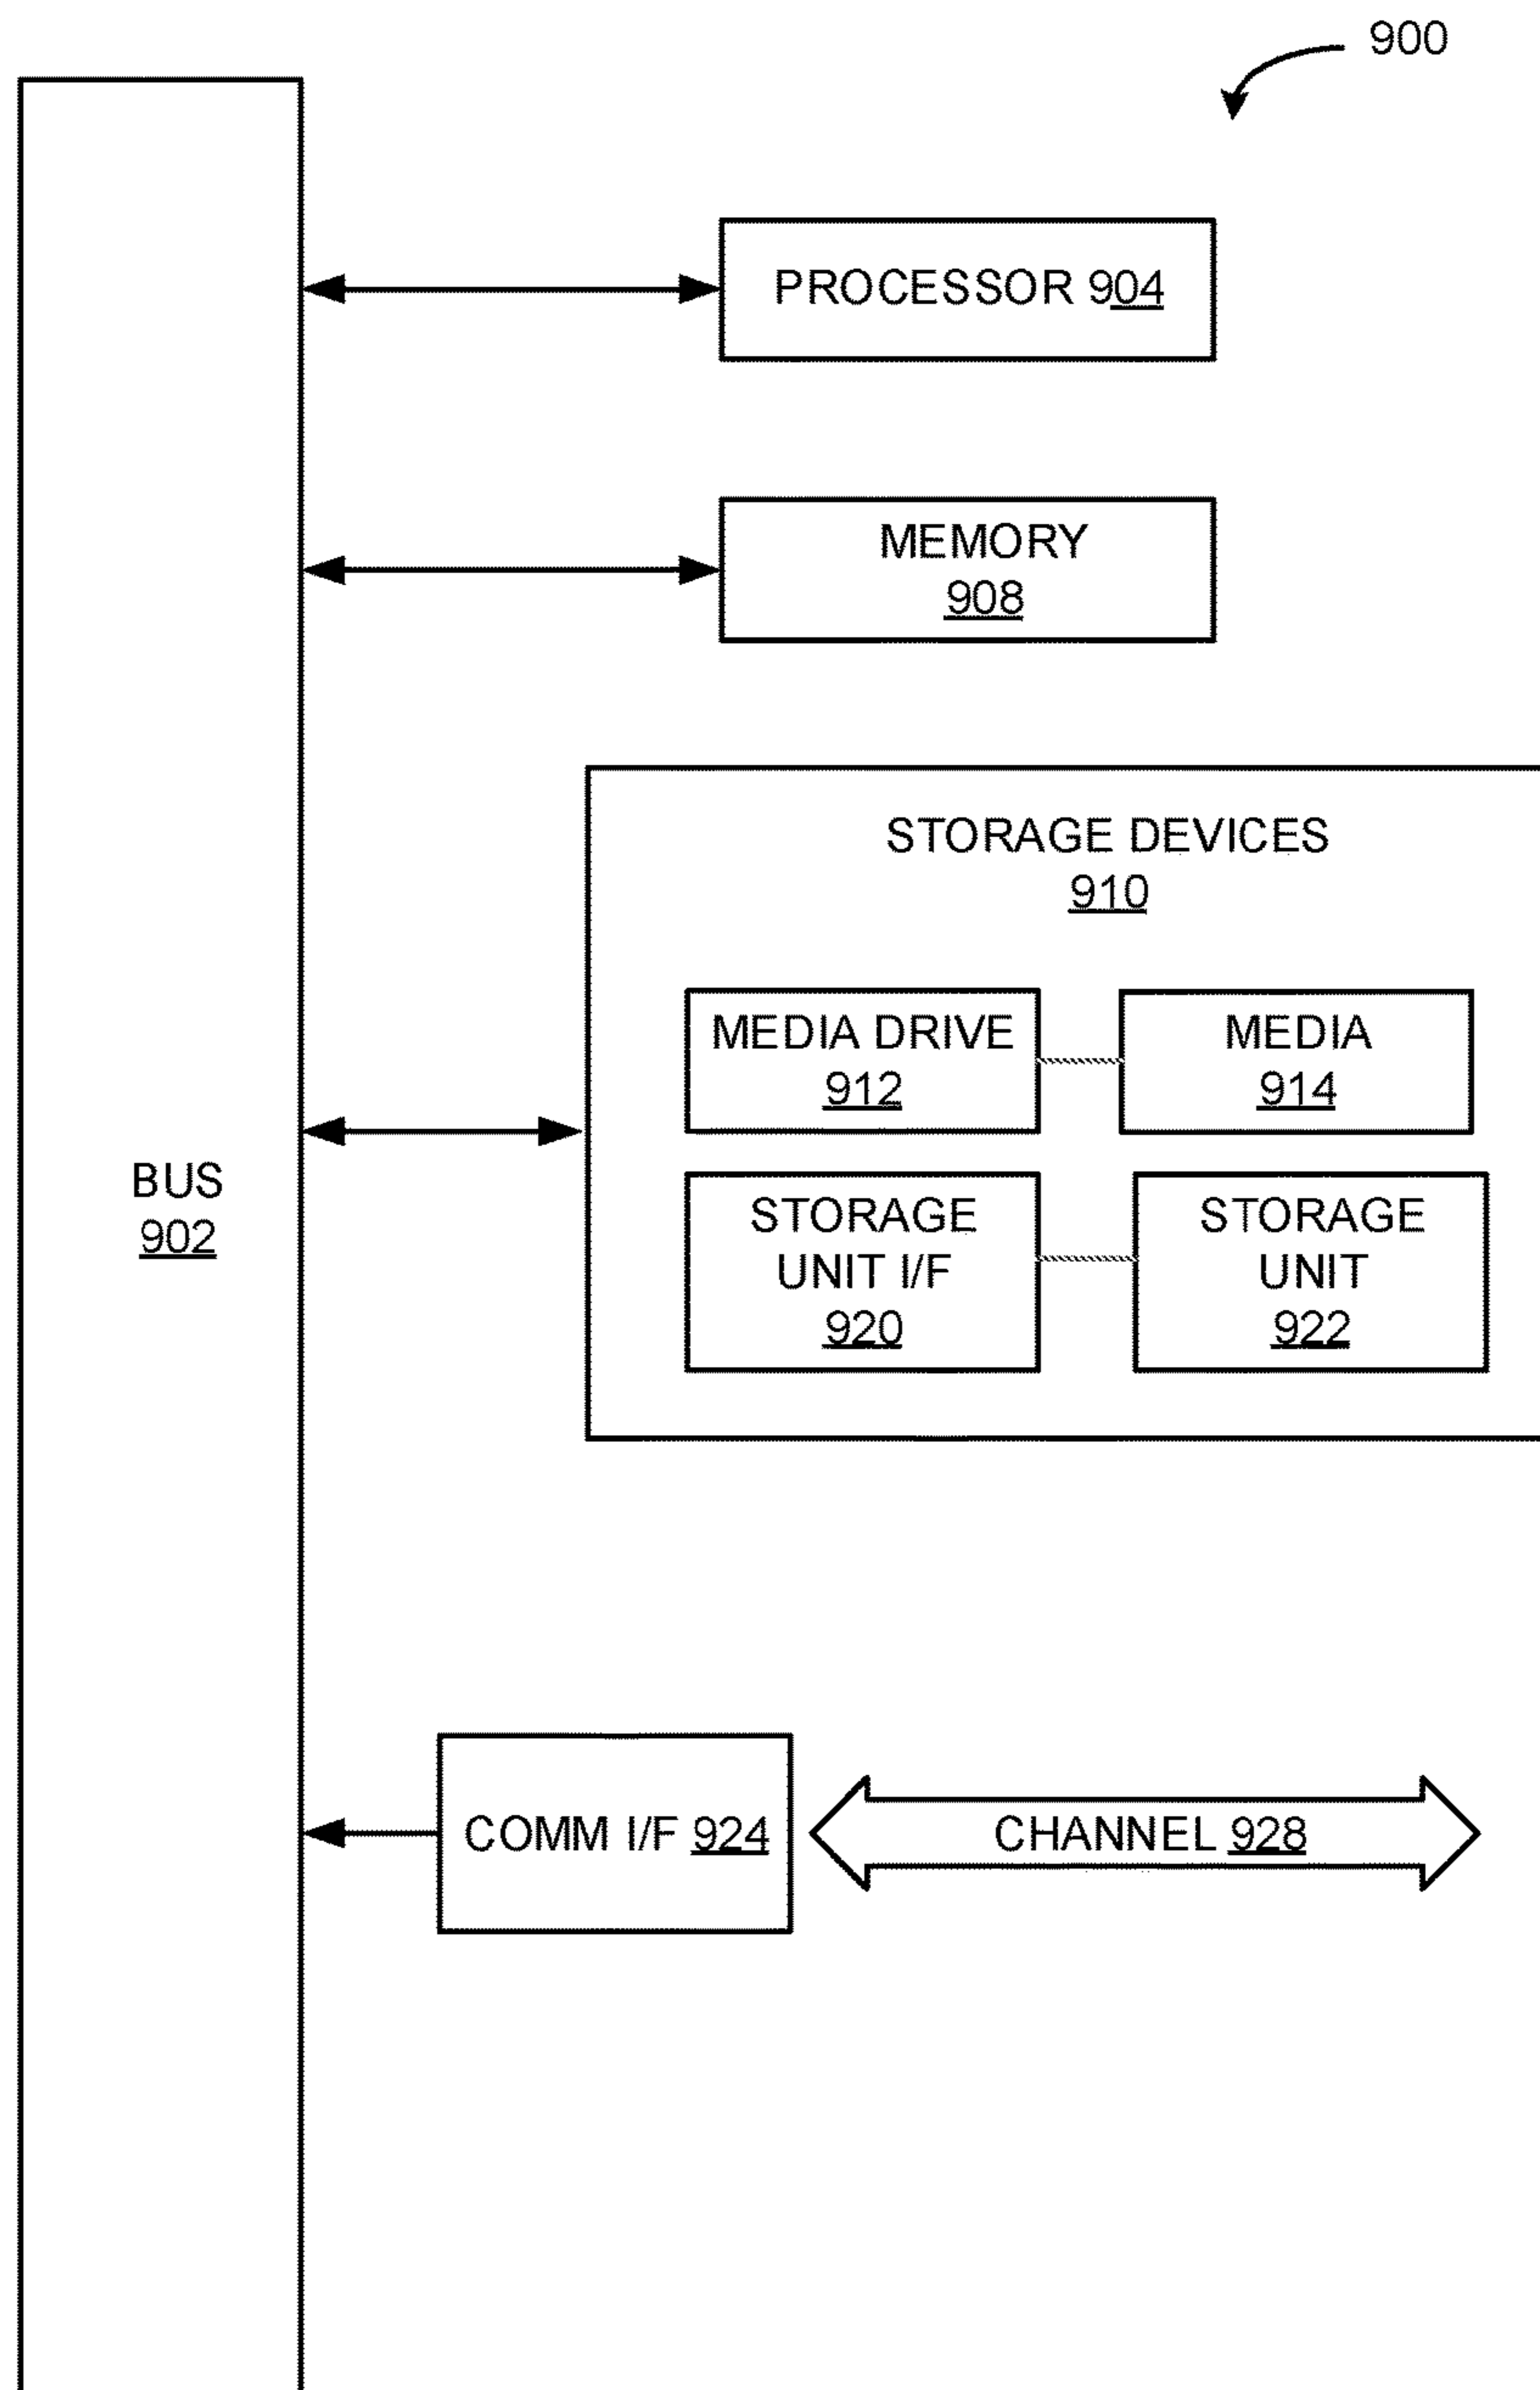 900
PROCESSOR 904
MEMORY
908
STORAGE DEVICES
910
MEDIA DRIVE
912
MEDIA
914
BUS
902
STORAGE
UNIT I/F
920
STORAGE
UNIT
922
COMM I/F 924
CHANNEL 928